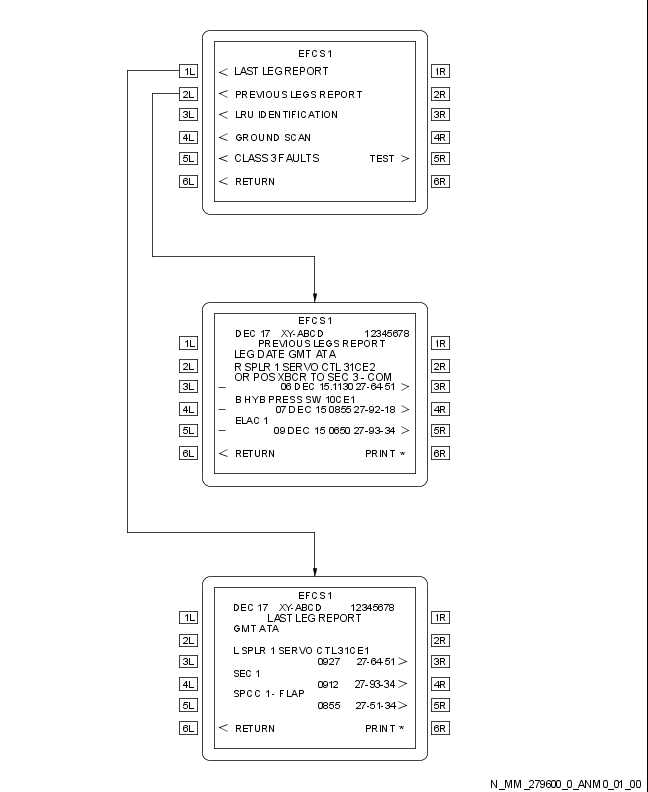 EFCS1
1L < LAST LEG REPORT 1R
2L < PREVIOUS LEGS REPORT 2R
3L < LRU IDENTIFICATION 3R
4L < GROUND SCAN 4R
5L < CLASS 3 FAULTS TEST > 5R
6L < RETURN 6R
EFCS1
DEC 17 XY-ABCD 12345678
1L PREVIOUS LEGS REPORT 1R
LEG DATE GMT ATA
2L R SPLR 1 SERVO CTL 31CE2 2R
OR POS XBCR TO SEC 3 - COM
3L – 06 DEC 15.1130 27-64-51 > 3R
B HYB PRESS SW 10CE1
4L – 07 DEC 15 0855 27-92-18 > 4R
ELAC 1
5L – 09 DEC 15 0650 27-93-34 > 5R
6L < RETURN PRINT * 6R
EFCS1
DEC 17 XY-ABCD 12345678
1L LAST LEG REPORT 1R
GMT ATA
2L 2R
L SPLR 1 SERVO CTL31CE1
3L 0927 27-64-51 > 3R
SEC 1
4L 0912 27-93-34 > 4R
SPCC 1- FLAP
5L 0855 27-51-34 > 5R
6L < RETURN PRINT * 6R
N_MM_279600_0_ANM0_01_00